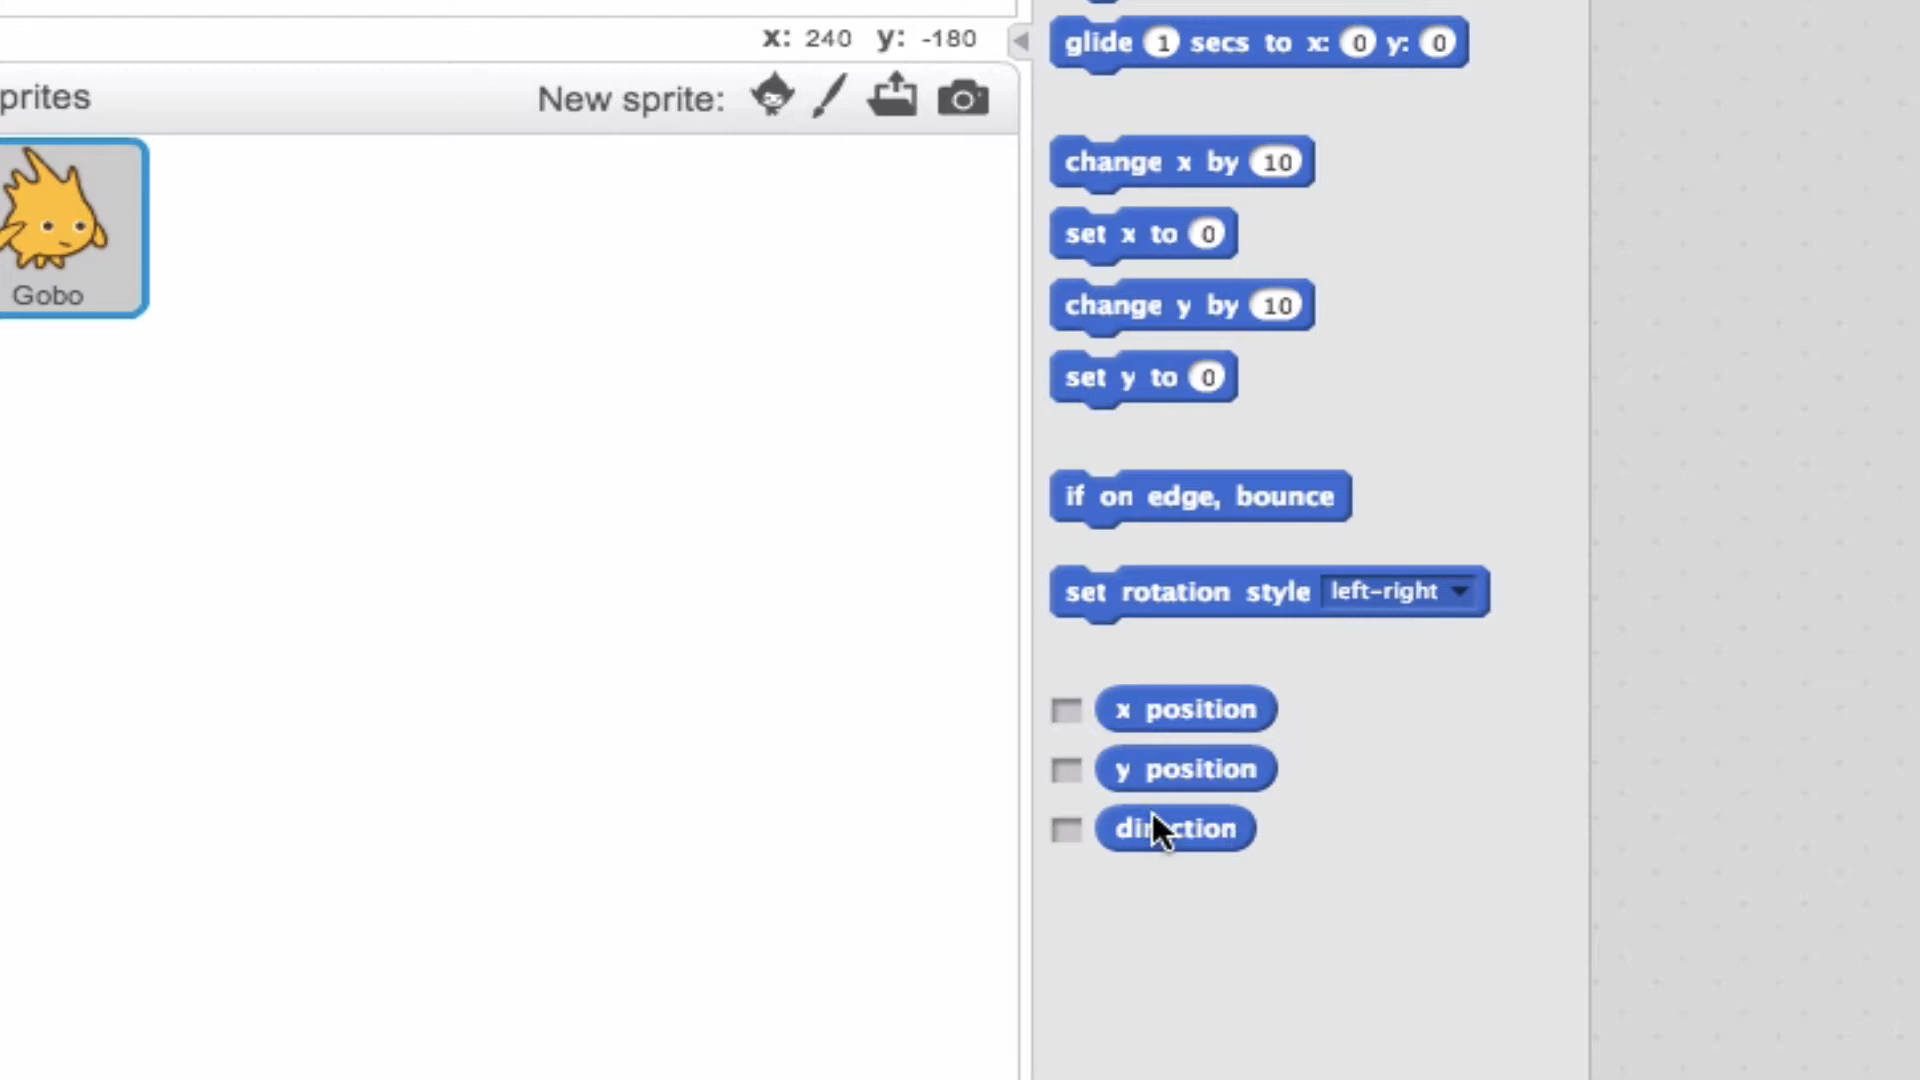 x: 240 y: -180
prites
New sprite:
Gobo
glide 1 secs to x: 0 y: 0
change x by 10
set x to 0
change y by 10
set y to 0
if on edge, bounce
set rotation style left-right
x position
y position
direction